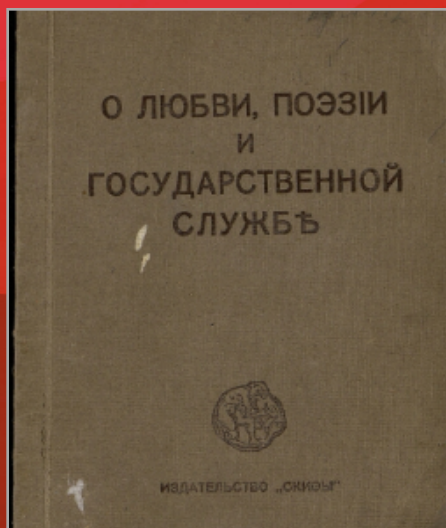 О ЛЮБВИ, ПОЭЗІИ
И
ГОСУДАРСТВЕННОЙ
СЛУЖБѢ
ИЗДАТЕЛЬСТВО „СКИѲЫ“